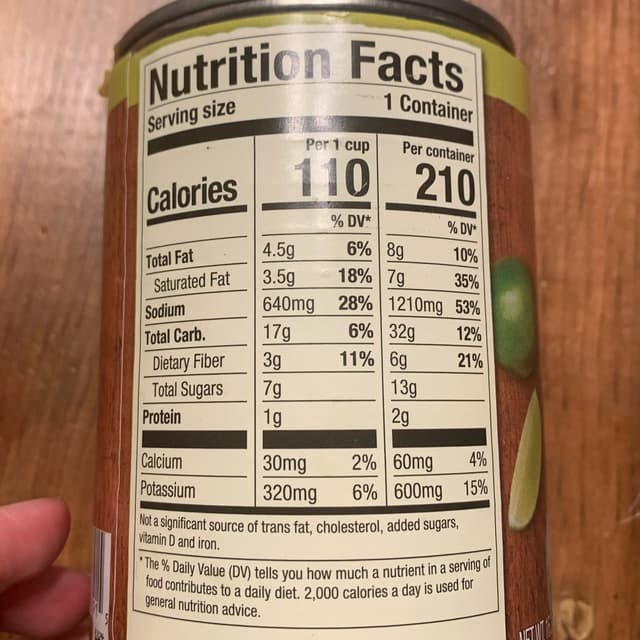 Nutrition Facts
Serving size 1 Container
Per 1 cup Per container
Calories 110 210
% DV* % DV*
Total Fat 4.5g 6% 8g 10%
Saturated Fat 3.5g 18% 7g 35%
Sodium 640mg 28% 1210mg 53%
Total Carb. 17g 6% 32g 12%
Dietary Fiber 3g 11% 6g 21%
Total Sugars 7g 13g
Protein 1g 2g
Calcium 30mg 2% 60mg 4%
Potassium 320mg 6% 600mg 15%
Not a significant source of trans fat, cholesterol, added sugars,
vitamin D and iron.
* The % Daily Value (DV) tells you how much a nutrient in a serving of
food contributes to a daily diet. 2,000 calories a day is used for
general nutrition advice.